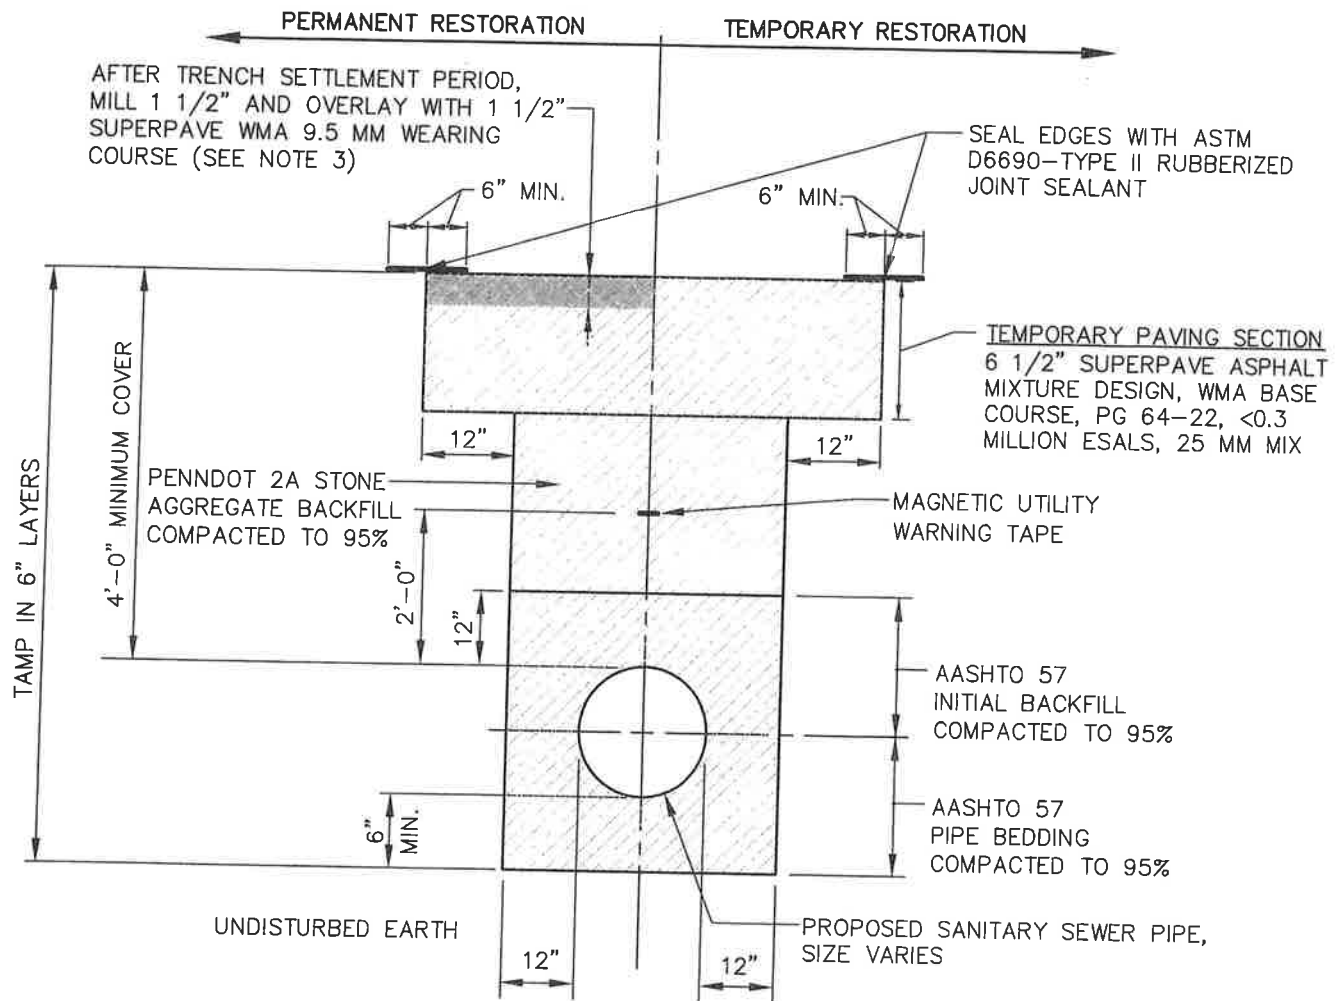 PERMANENT RESTORATION
TEMPORARY RESTORATION
AFTER TRENCH SETTLEMENT PERIOD,
MILL 1 1/2" AND OVERLAY WITH 1 1/2"
SUPERPAVE WMA 9.5 MM WEARING
COURSE (SEE NOTE 3)
SEAL EDGES WITH ASTM
D6690-TYPE II RUBBERIZED
JOINT SEALANT
6" MIN.
6" MIN.
TEMPORARY PAVING SECTION
6 1/2" SUPERPAVE ASPHALT
MIXTURE DESIGN, WMA BASE
COURSE, PG 64-22, <0.3
MILLION ESALS, 25 MM MIX
TAMP IN 6" LAYERS
4'-0" MINIMUM COVER
12"
12"
PENNDOT 2A STONE
AGGREGATE BACKFILL
COMPACTED TO 95%
MAGNETIC UTILITY
WARNING TAPE
2'-0"
12"
AASHTO 57
INITIAL BACKFILL
COMPACTED TO 95%
6"
MIN.
AASHTO 57
PIPE BEDDING
COMPACTED TO 95%
UNDISTURBED EARTH
PROPOSED SANITARY SEWER PIPE,
SIZE VARIES
12"
12"